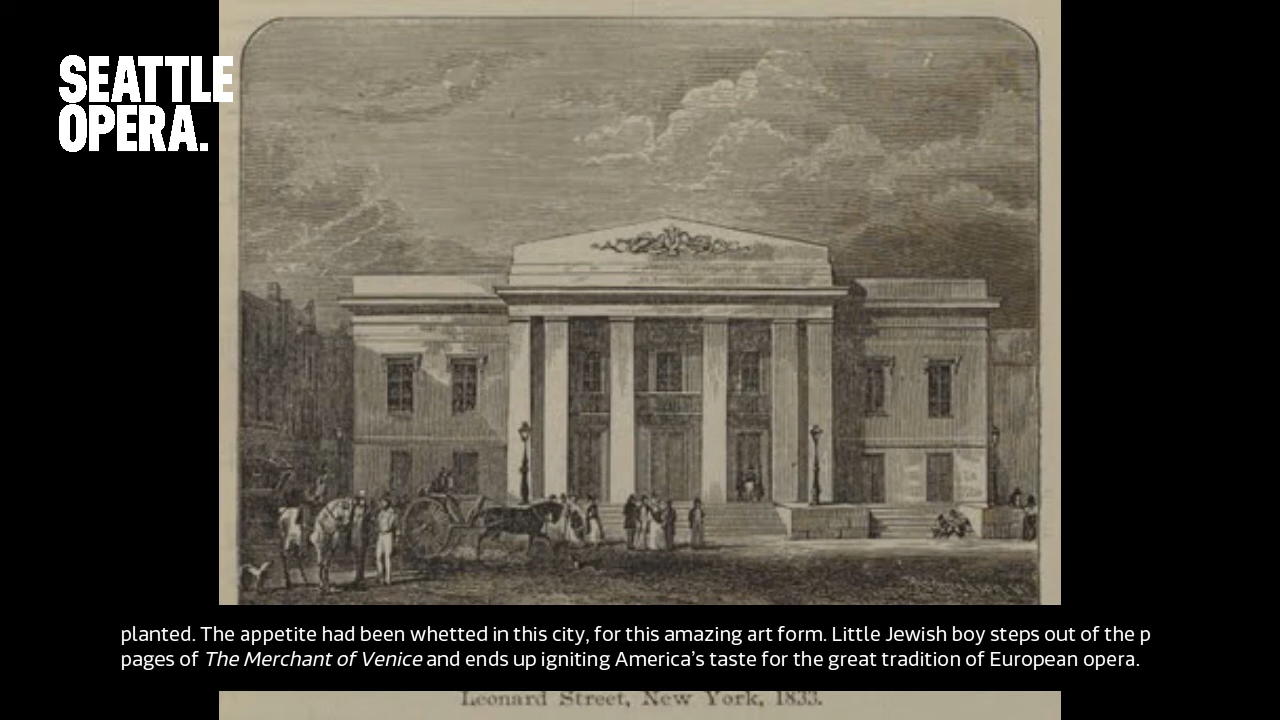 SEATTLE
OPERA.
planted. The appetite had been whetted in this city, for this amazing art form. Little Jewish boy steps out of the p
pages of The Merchant of Venice and ends up igniting America's taste for the great tradition of European opera.
Leonard Street, New York, 1833.